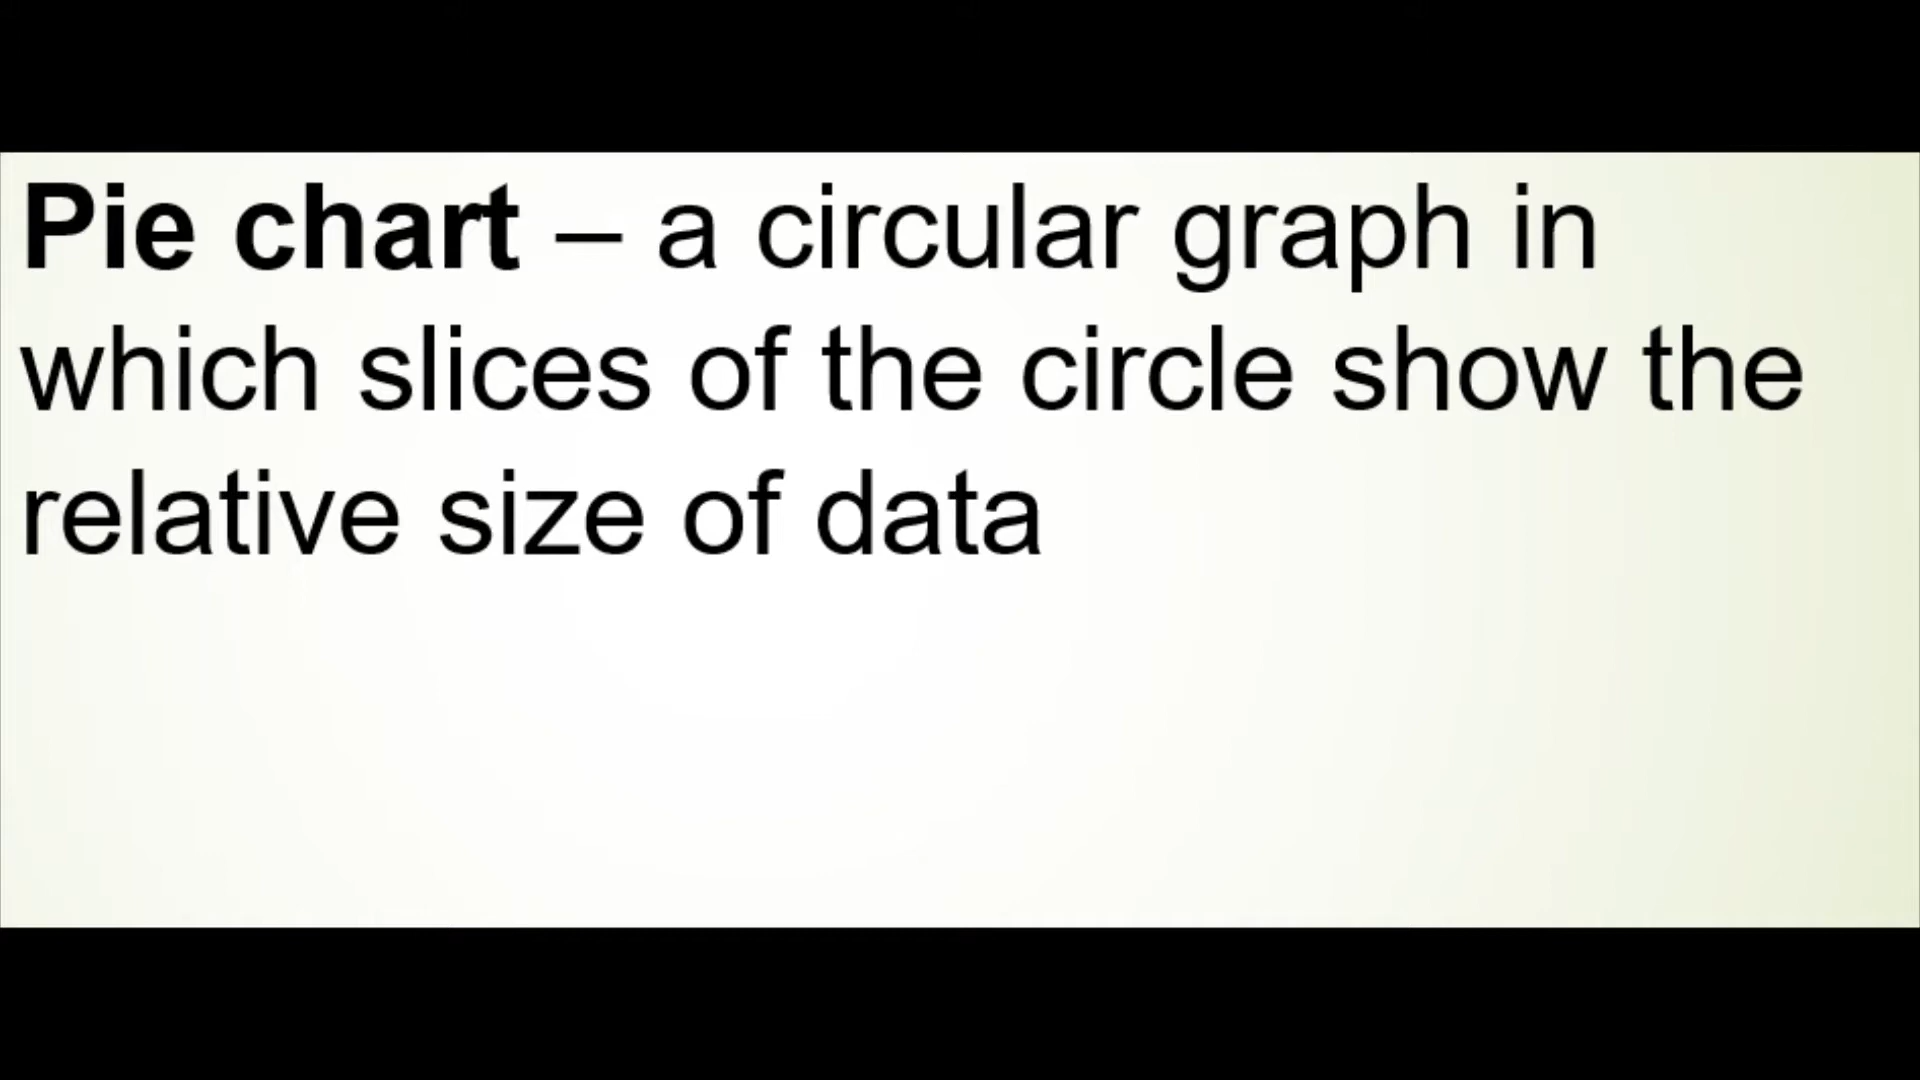 Pie chart – a circular graph in
which slices of the circle show the
relative size of data